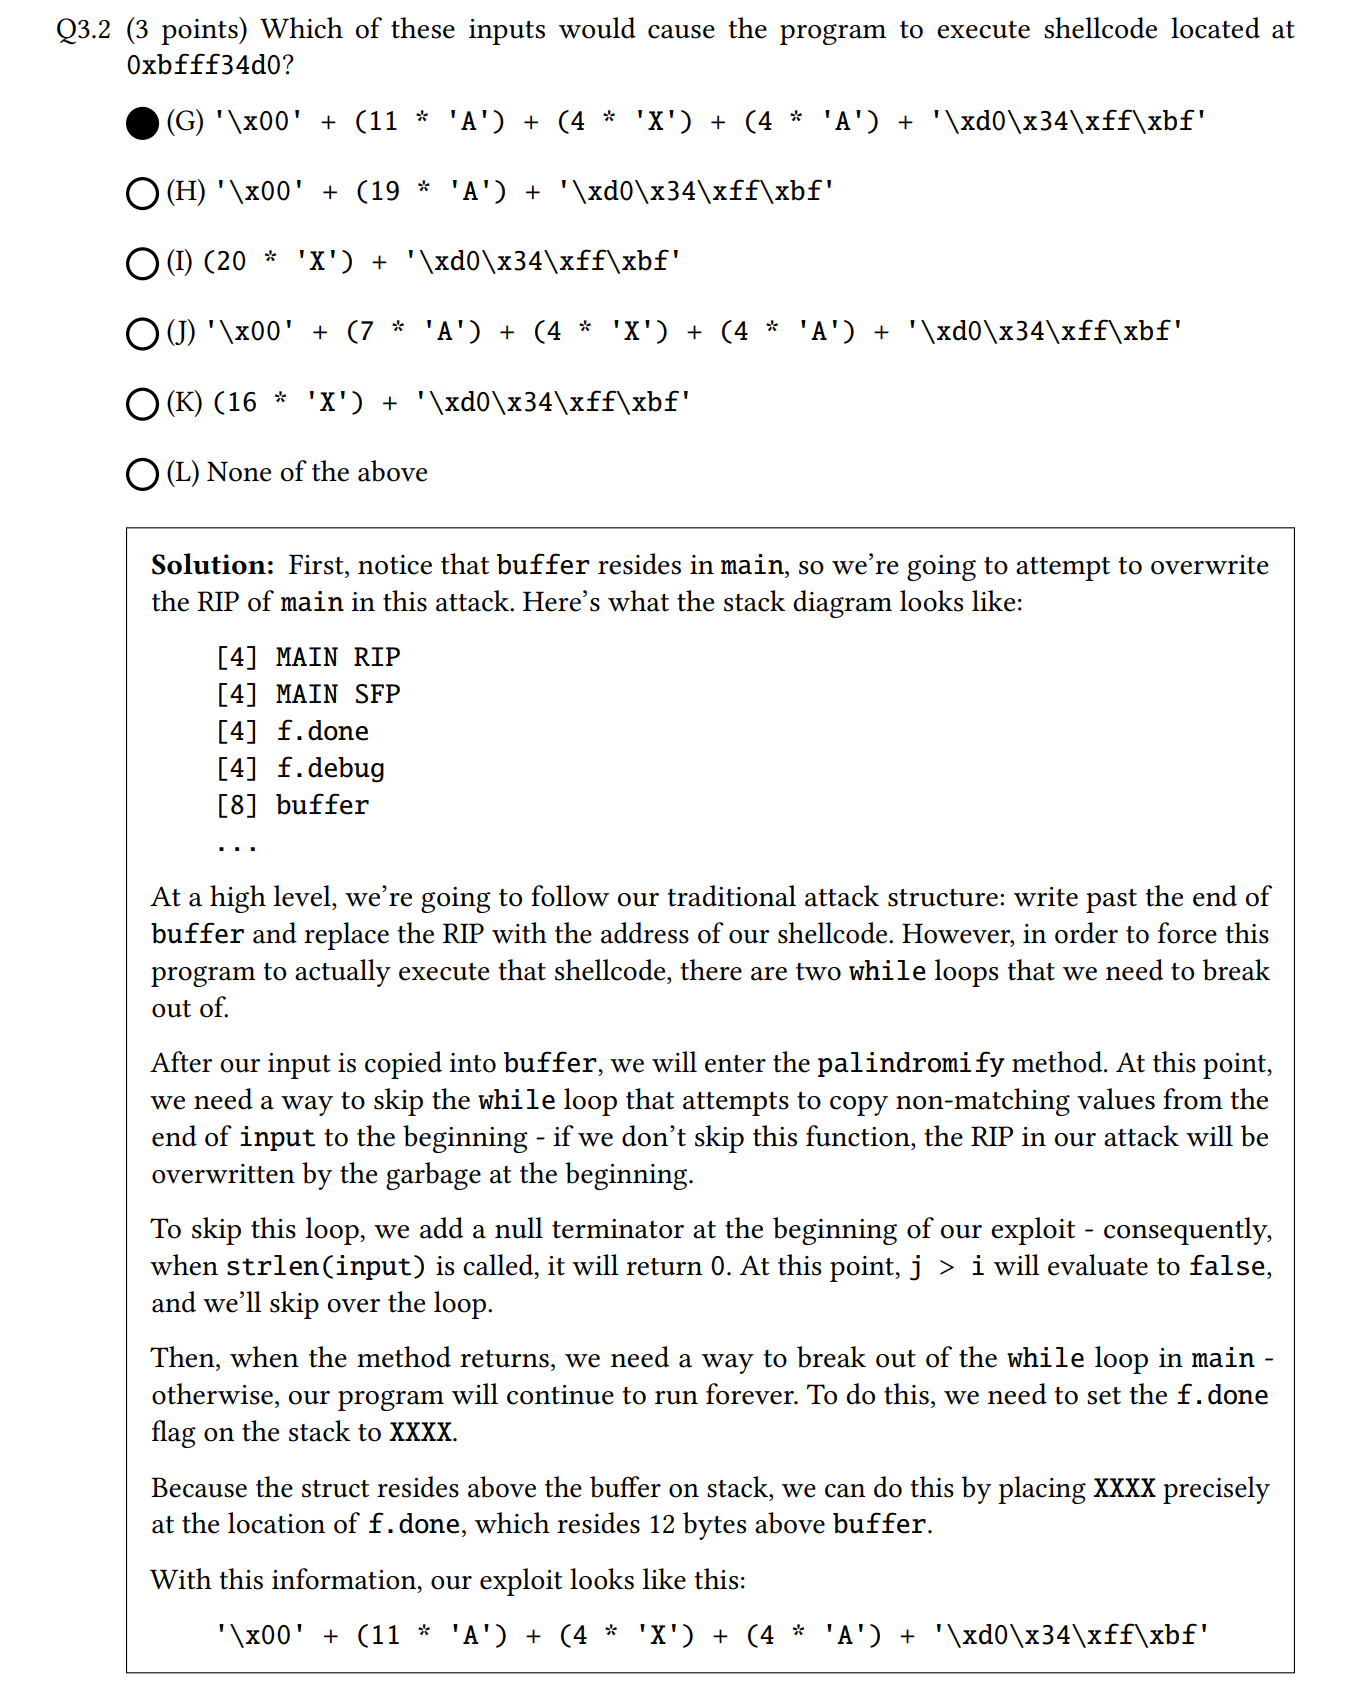 Q3.2 (3 points) Which of these inputs would cause the program to execute shellcode located at
0xbfff34d0?
(G) '\x00' + (11 * 'A') + (4 * 'X') + (4 * 'A') + '\xd0\x34\xff\xbf'
(H) '\x00' + (19 * 'A') + '\xd0\x34\xff\xbf'
(I) (20 * 'X') + '\xd0\x34\xff\xbf'
(J) '\x00' + (7 * 'A') + (4 * 'X') + (4 * 'A') + '\xd0\x34\xff\xbf'
(K) (16 * 'X') + '\xd0\x34\xff\xbf'
(L) None of the above
Solution: First, notice that buffer resides in main, so we're going to attempt to overwrite
the RIP of main in this attack. Here's what the stack diagram looks like:
[4] MAIN RIP
[4] MAIN SFP
[4] f.done
[4] f.debug
[8] buffer
...
At a high level, we're going to follow our traditional attack structure: write past the end of
buffer and replace the RIP with the address of our shellcode. However, in order to force this
program to actually execute that shellcode, there are two while loops that we need to break
out of.
After our input is copied into buffer, we will enter the palindromify method. At this point,
we need a way to skip the while loop that attempts to copy non-matching values from the
end of input to the beginning - if we don't skip this function, the RIP in our attack will be
overwritten by the garbage at the beginning.
To skip this loop, we add a null terminator at the beginning of our exploit - consequently,
when strlen(input) is called, it will return 0. At this point, j > i will evaluate to false,
and we'll skip over the loop.
Then, when the method returns, we need a way to break out of the while loop in main -
otherwise, our program will continue to run forever. To do this, we need to set the f.done
flag on the stack to XXXX.
Because the struct resides above the buffer on stack, we can do this by placing XXXX precisely
at the location of f.done, which resides 12 bytes above buffer.
With this information, our exploit looks like this:
'\x00' + (11 * 'A') + (4 * 'X') + (4 * 'A') + '\xd0\x34\xff\xbf'